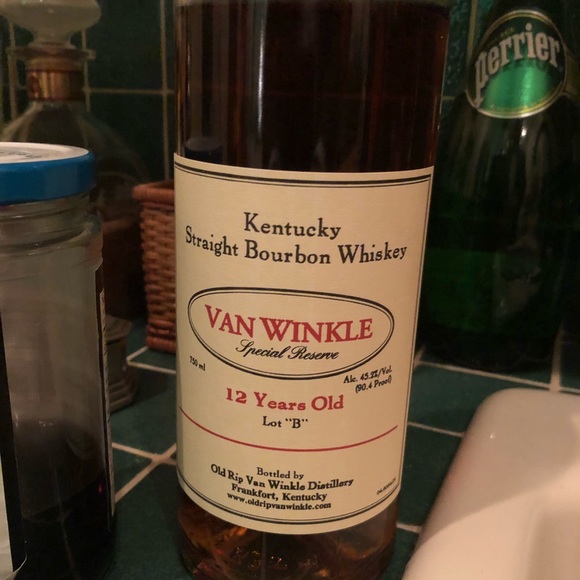 perrier
Kentucky
Straight Bourbon Whiskey
VAN WINKLE
Special Reserve
750 ml
Alc. 45.2%/Vol.
(90.4 Proof)
12 Years Old
Lot "B"
Bottled by
Old Rip Van Winkle Distillery
Frankfort, Kentucky
www.oldripvanwinkle.com